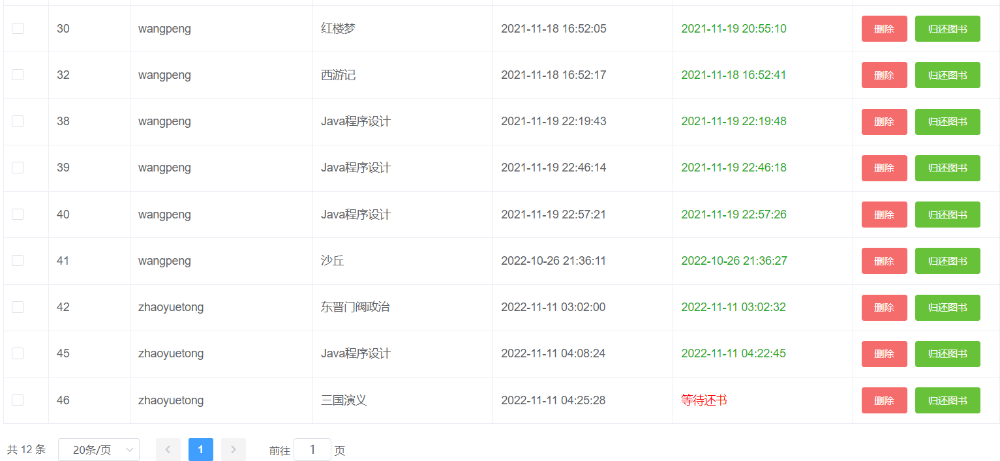 30 wangpeng 红楼梦 2021-11-18 16:52:05 2021-11-19 20:55:10 删除 归还图书
32 wangpeng 西游记 2021-11-18 16:52:17 2021-11-18 16:52:41 删除 归还图书
38 wangpeng Java程序设计 2021-11-19 22:19:43 2021-11-19 22:19:48 删除 归还图书
39 wangpeng Java程序设计 2021-11-19 22:46:14 2021-11-19 22:46:18 删除 归还图书
40 wangpeng Java程序设计 2021-11-19 22:57:21 2021-11-19 22:57:26 删除 归还图书
41 wangpeng 沙丘 2022-10-26 21:36:11 2022-10-26 21:36:27 删除 归还图书
42 zhaoyuetong 东晋门阀政治 2022-11-11 03:02:00 2022-11-11 03:02:32 删除 归还图书
45 zhaoyuetong Java程序设计 2022-11-11 04:08:24 2022-11-11 04:22:45 删除 归还图书
46 zhaoyuetong 三国演义 2022-11-11 04:25:28 等待还书 删除 归还图书
共 12 条 20条/页 1 前往 1 页